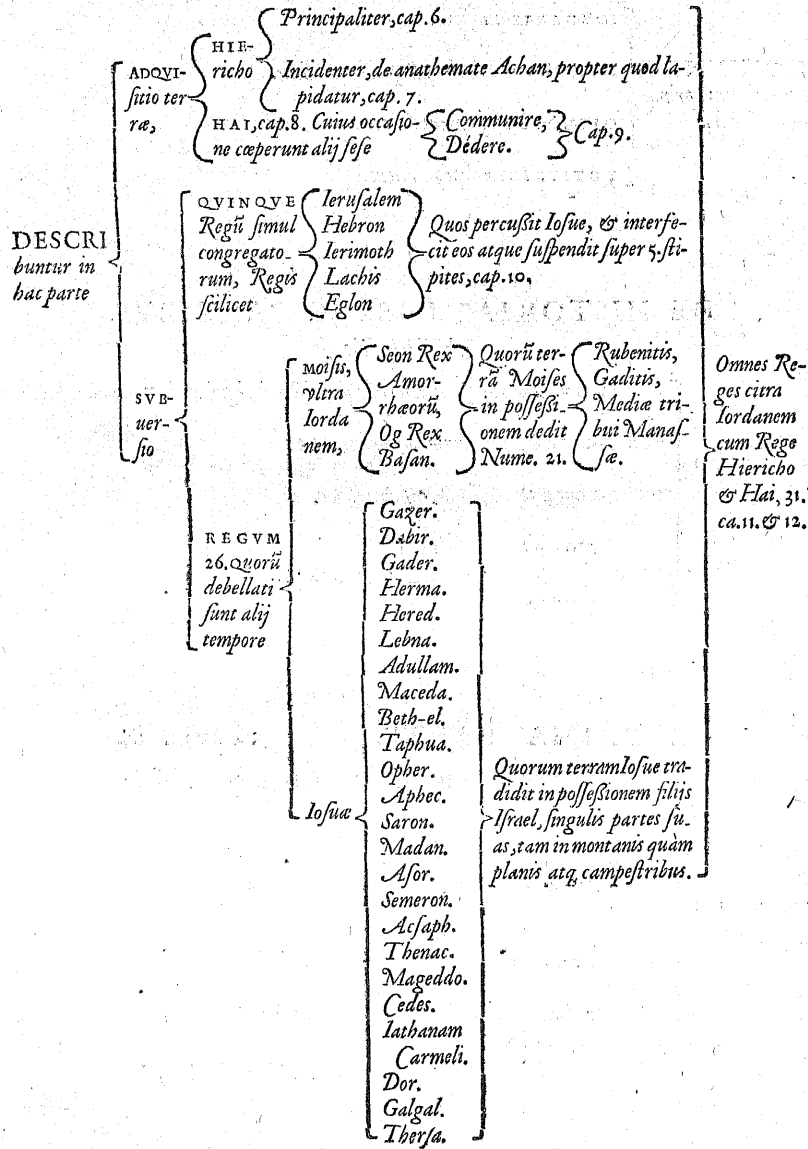 Principaliter, cap. 6.
HIE-
richo
Incidenter, de anathemate Achan, propter quod la-
pidatur, cap. 7.
ADQVI-
sitio ter
ræ,
HAI, cap. 8. Cuius occasio-
ne cœperunt alij sese
Communire,
Dédere.
Cap. 9.
DESCRI
buntur in
hac parte
QVINQVE
Regũ simul
congregato-
rum, Regis
scilicet
Ierusalem
Hebron
Ierimoth
Lachis
Eglon
Quos percußit Iosue, & interfe-
cit eos atque suspendit super 5. sti-
pites, cap. 10.
SVB-
uer-
sio
REGVM
26. Quorũ
debellati
sunt alij
tempore
Moisis,
vltra
Iorda
nem,
Seon Rex
Amor-
rhæorũ,
Og Rex
Basan.
Quorũ ter-
rã Moises
in possessi-
onem dedit
Nume. 21.
Rubenitis,
Gaditis,
Mediæ tri-
bui Manas-
sæ.
Iosuæ
Gazer.
Dabir.
Gader.
Herma.
Hered.
Lebna.
Adullam.
Maceda.
Beth-el.
Taphua.
Opher.
Aphec.
Saron.
Madan.
Asor.
Semeron.
Acsaph.
Thenac.
Mageddo.
Cedes.
Iathanam
Carmeli.
Dor.
Galgal.
Thersa.
Quorum terram Iosue tra-
didit in posseßionem filijs
Israel, singulis partes su-
as, tam in montanis quàm
planis atq; campestribus.
Omnes Re-
ges citra
Iordanem
cum Rege
Hiericho
& Hai, 31.
ca. 11. & 12.